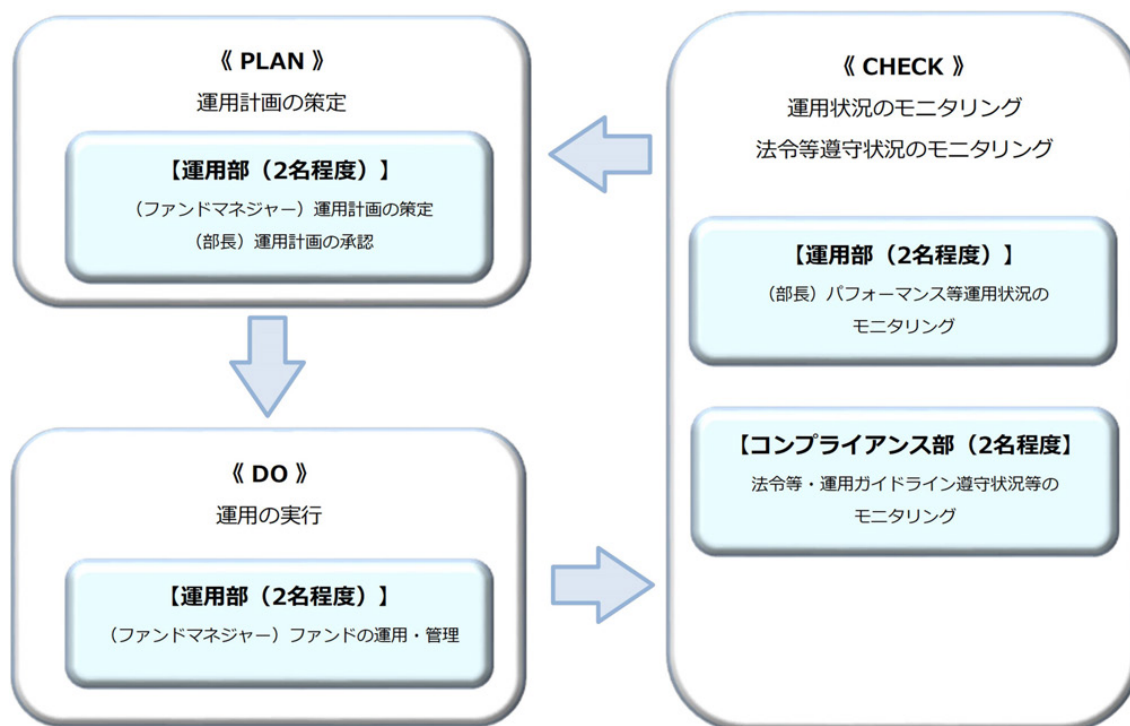 《 PLAN 》
運用計画の策定
【運用部（2名程度）】
（ファンドマネジャー）運用計画の策定
（部長）運用計画の承認
《 DO 》
運用の実行
【運用部（2名程度）】
（ファンドマネジャー）ファンドの運用・管理
《 CHECK 》
運用状況のモニタリング
法令等遵守状況のモニタリング
【運用部（2名程度）】
（部長）パフォーマンス等運用状況の
モニタリング
【コンプライアンス部（2名程度】
法令等・運用ガイドライン遵守状況等の
モニタリング